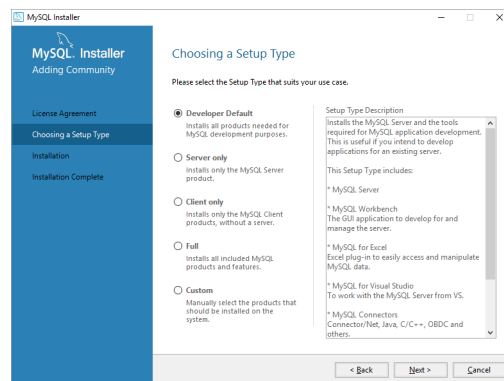 MySQL Installer
MySQL. Installer
Adding Community
License Agreement
Choosing a Setup Type
Installation
Installation Complete
Choosing a Setup Type
Please select the Setup Type that suits your use case.
Developer Default
Installs all products needed for
MySQL development purposes.
Server only
Installs only the MySQL Server
product.
Client only
Installs only the MySQL Client
products, without a server.
Full
Installs all included MySQL
products and features.
Custom
Manually select the products that
should be installed on the
system.
Setup Type Description
Installs the MySQL Server and the tools
required for MySQL application development.
This is useful if you intend to develop
applications for an existing server.
This Setup Type includes:
* MySQL Server
* MySQL Workbench
The GUI application to develop for and
manage the server.
* MySQL for Excel
Excel plug-in to easily access and manipulate
MySQL data.
* MySQL for Visual Studio
To work with the MySQL Server from VS.
* MySQL Connectors
Connector/Net, Java, C/C++, OBDC and
others.
< Back
Next >
Cancel